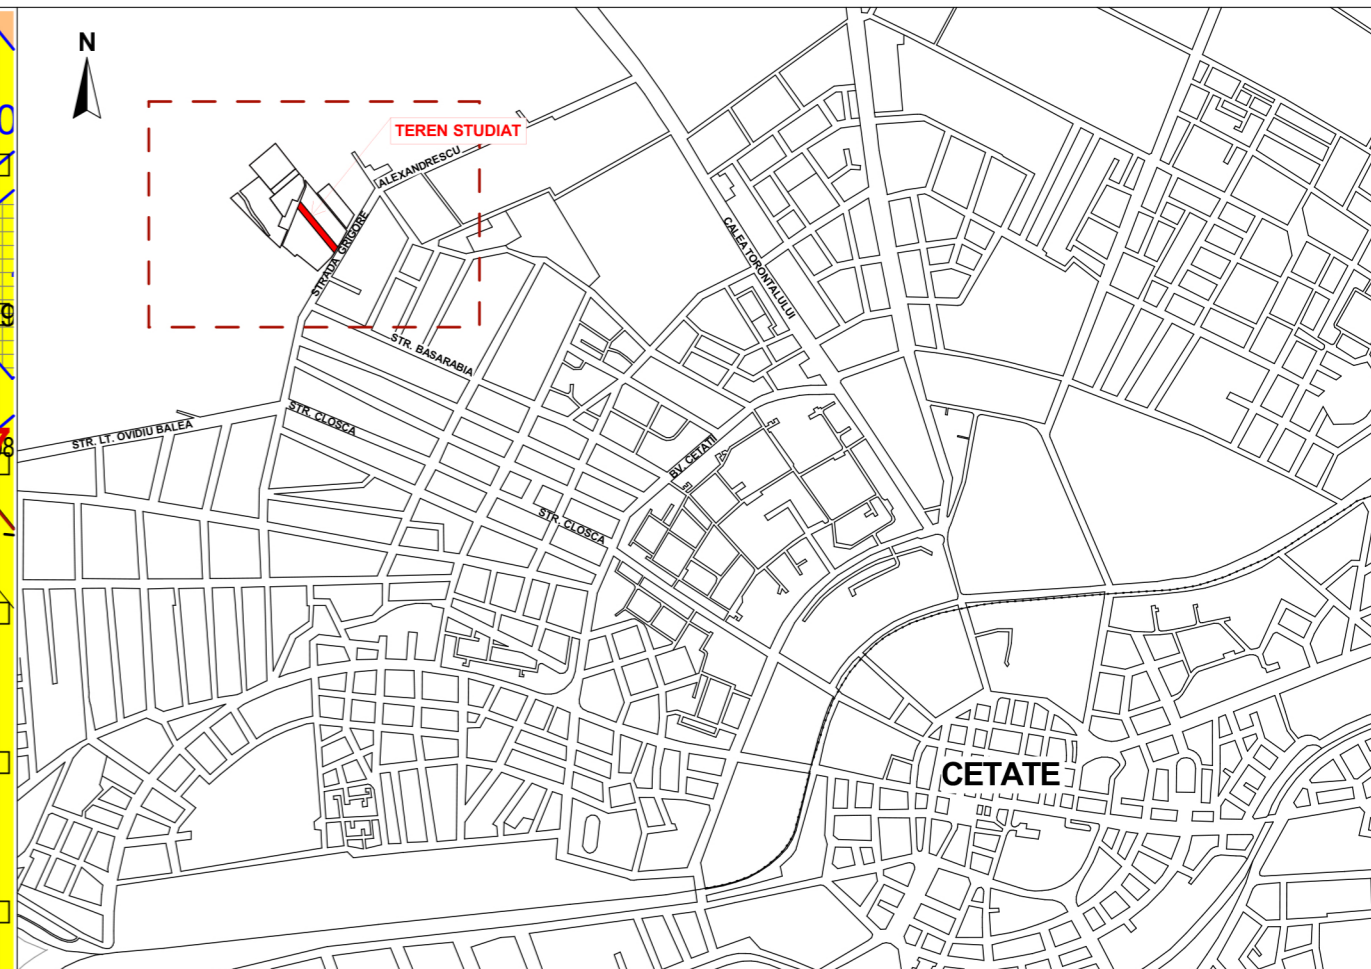 N
TEREN STUDIAT
ALEXANDRESCU
STRADA GRIGORE
CALEA TORONTALULUI
STR. BASARABIA
STR. CLOSCA
STR. LT. OVIDIU BALEA
BV. CETATII
STR. CLOSCA
CETATE